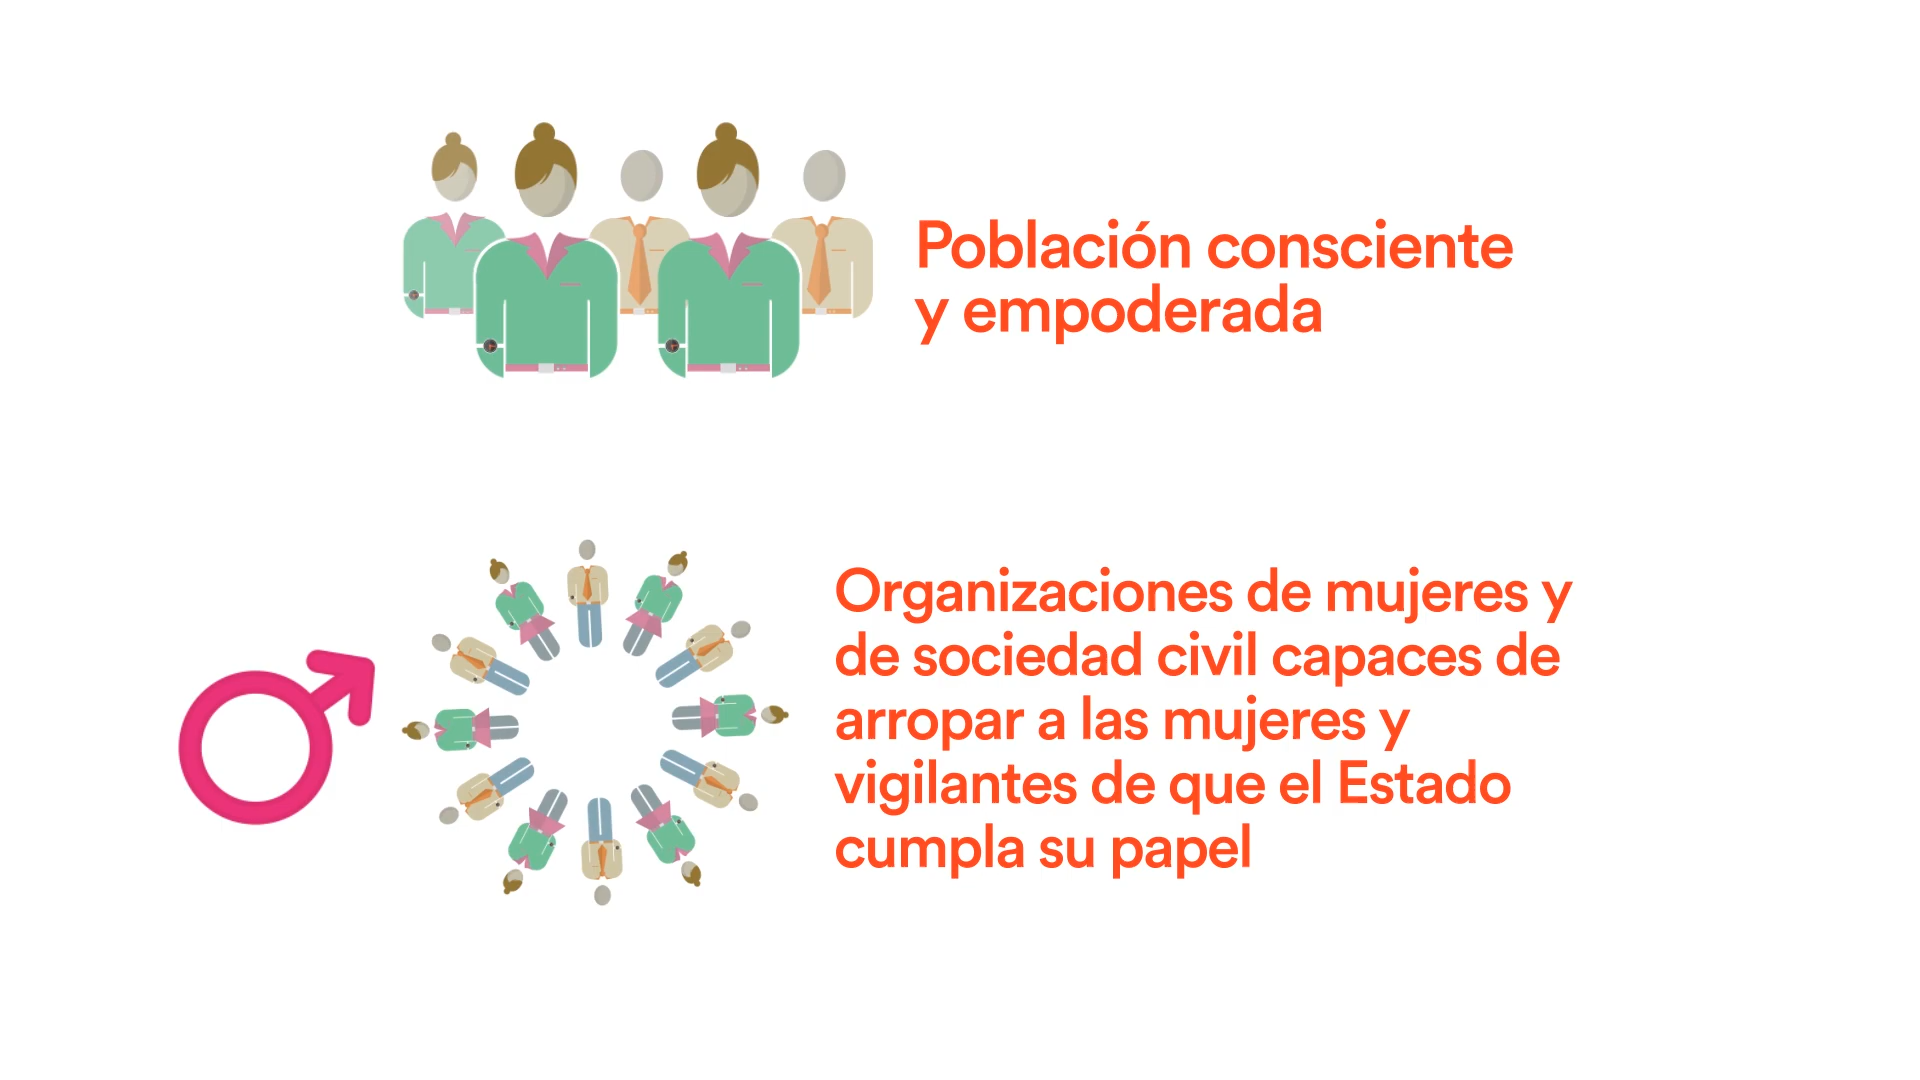 Población consciente
y empoderada
Organizaciones de mujeres y
de sociedad civil capaces de
arropar a las mujeres y
vigilantes de que el Estado
cumpla su papel